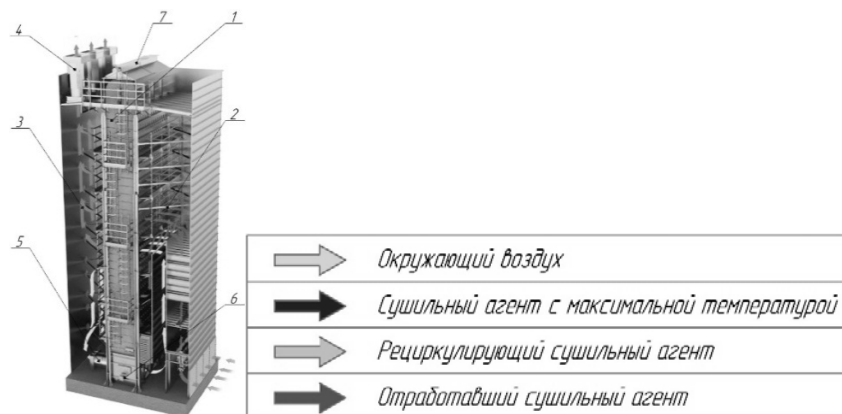 7
4
1
3
2
5
6
Окружающий воздух
Сушильный агент с максимальной температурой
Рециркулирующий сушильный агент
Отработавший сушильный агент